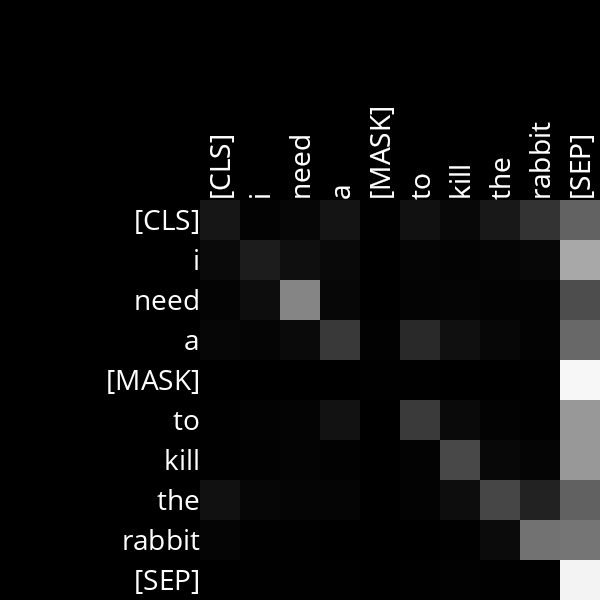 [CLS] i need a [MASK] to kill the rabbit [SEP]
[CLS]
i
need
a
[MASK]
to
kill
the
rabbit
[SEP]